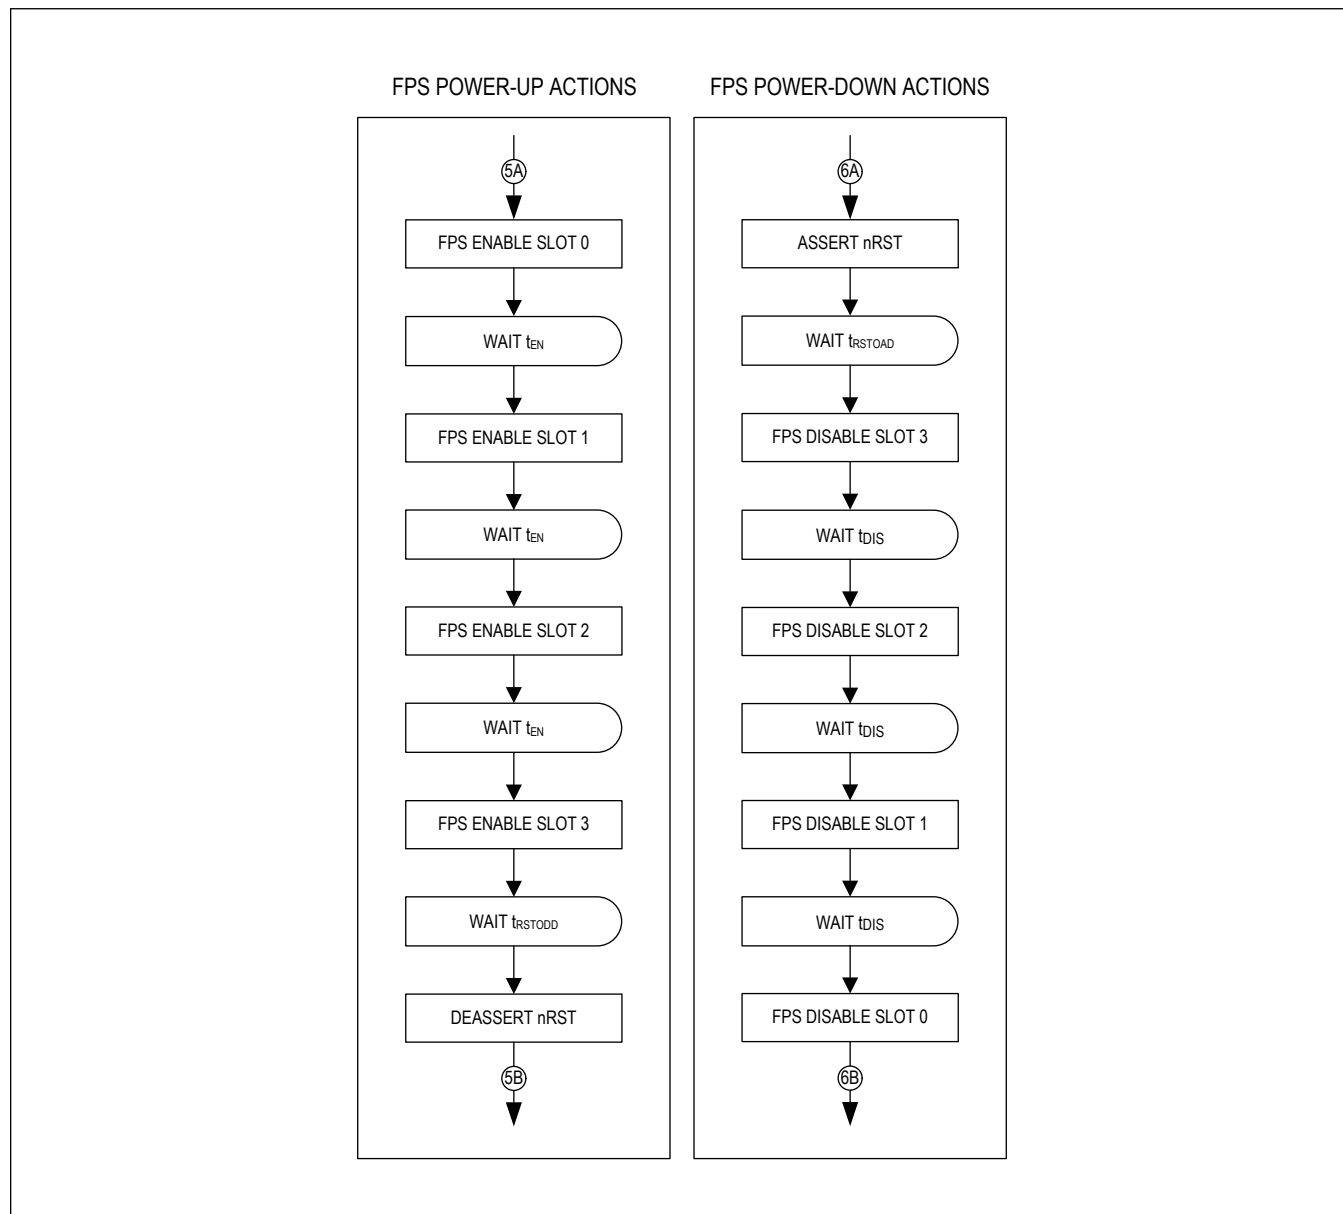 FPS POWER-UP ACTIONS
5A
FPS ENABLE SLOT 0
WAIT tEN
FPS ENABLE SLOT 1
WAIT tEN
FPS ENABLE SLOT 2
WAIT tEN
FPS ENABLE SLOT 3
WAIT tRSTODD
DEASSERT nRST
5B
FPS POWER-DOWN ACTIONS
6A
ASSERT nRST
WAIT tRSTOAD
FPS DISABLE SLOT 3
WAIT tDIS
FPS DISABLE SLOT 2
WAIT tDIS
FPS DISABLE SLOT 1
WAIT tDIS
FPS DISABLE SLOT 0
6B